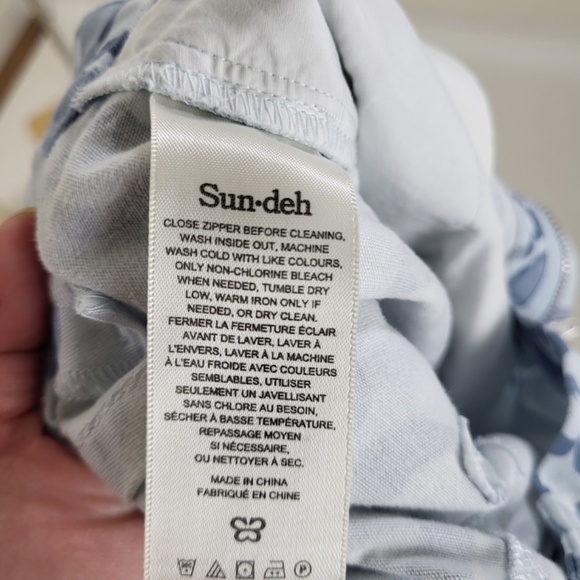 Sun•deh
CLOSE ZIPPER BEFORE CLEANING,
WASH INSIDE OUT, MACHINE
WASH COLD WITH LIKE COLOURS,
ONLY NON-CHLORINE BLEACH
WHEN NEEDED, TUMBLE DRY
LOW, WARM IRON ONLY IF
NEEDED, OR DRY CLEAN.
FERMER LA FERMETURE ÉCLAIR
AVANT DE LAVER, LAVER À
L'ENVERS, LAVER À LA MACHINE
À L'EAU FROIDE AVEC COULEURS
SEMBLABLES, UTILISER
SEULEMENT UN JAVELLISANT
SANS CHLORE AU BESOIN,
SÉCHER À BASSE TEMPÉRATURE,
REPASSAGE MOYEN
SI NÉCESSAIRE,
OU NETTOYER À SEC.
MADE IN CHINA
FABRIQUÉ EN CHINE